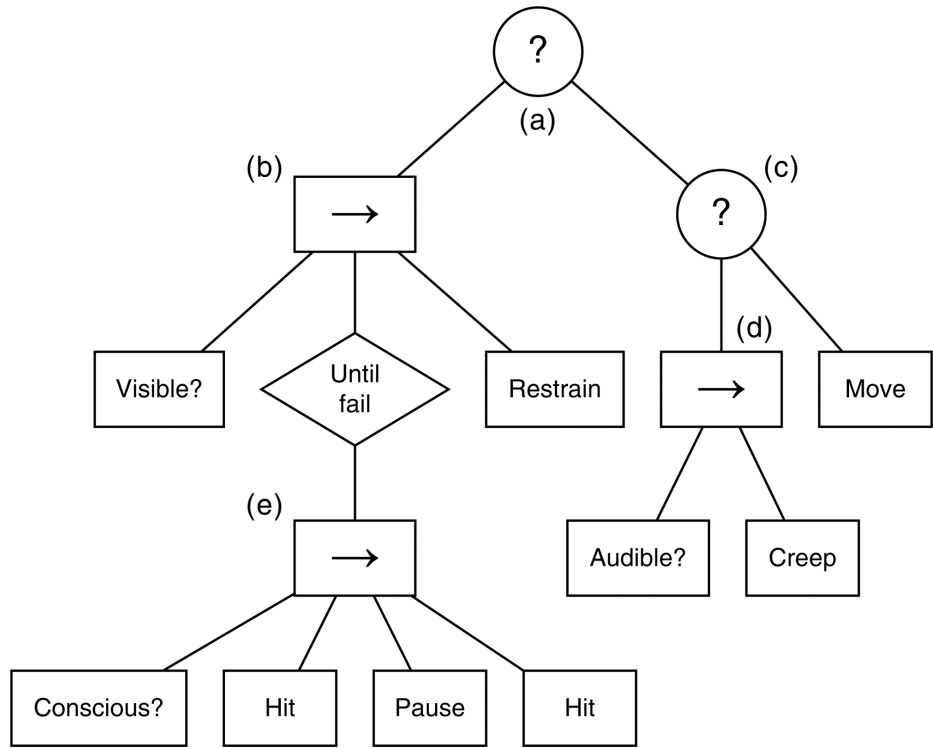 ?
(a)
(b)
→
(c)
?
Visible?
Until
fail
Restrain
(d)
→
Move
(e)
→
Audible?
Creep
Conscious?
Hit
Pause
Hit